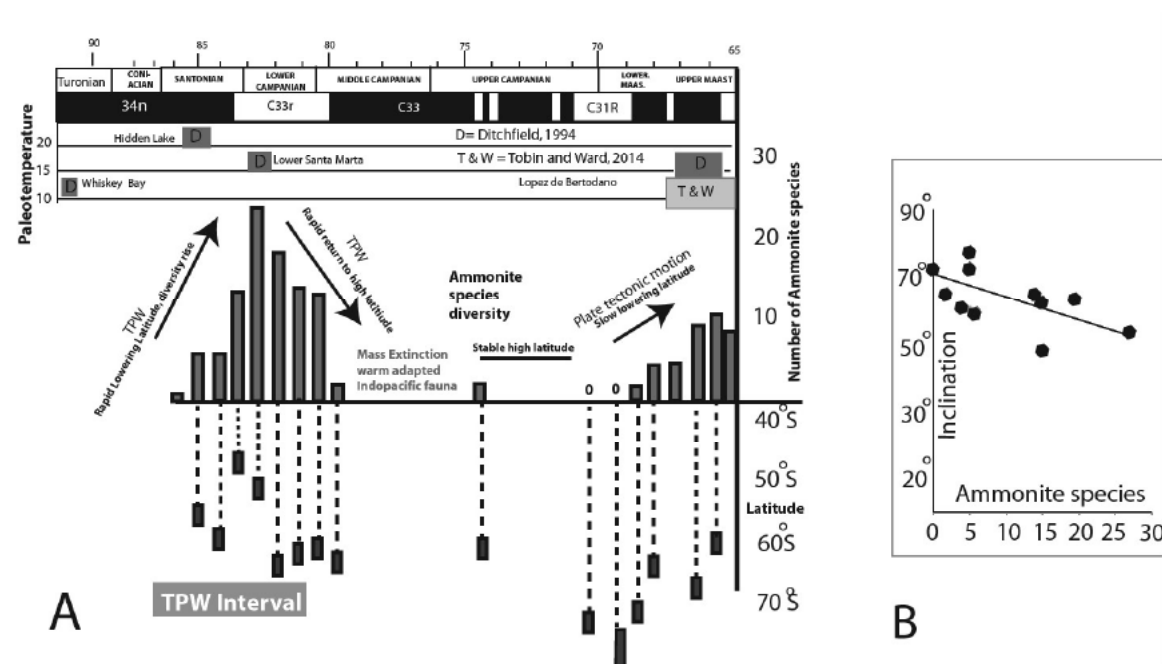 90 85 80 75 70 65
Turonian
CONI-
ACIAN
SANTONIAN
LOWER
CAMPANIAN
MIDDLE CAMPANIAN
UPPER CAMPANIAN
LOWER.
MAAS.
UPPER MAAST
34n C33r C33 C31R
Paleotemperature
20
15
10
Hidden Lake D
D= Ditchfield, 1994
D Lower Santa Marta
T & W = Tobin and Ward, 2014
D
D Whiskey Bay
Lopez de Bertodano
T & W
30
20
10
Number of Ammonite species
TPW
Rapid Lowering Latitude, diversity rise
TPW
Rapid return to high latitiude
Ammonite
species
diversity
Mass Extinction
warm adapted
Indopacific fauna
Stable high latitude
Plate tectonic motion
Slow lowering latitude
0 0
40°S
50°S
Latitude
60°S
70°S
TPW Interval
A
90°
70°
50°
30°
20°
Inclination
Ammonite species
0 5 10 15 20 25 30
B